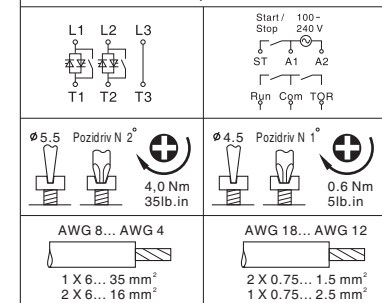 L1 L2 L3
T1 T2 T3
Start/ 100-
Stop 240 V
ST A1 A2
Run Com TOR
ø5.5 Pozidriv N 2°
4,0 Nm
35lb.in
ø4.5 Pozidriv N 1°
0.6 Nm
5lb.in
AWG 8... AWG 4
1 X 6... 35 mm²
2 X 6... 16 mm²
AWG 18... AWG 12
2 X 0.75... 1.5 mm²
1 X 0.75... 2.5 mm²